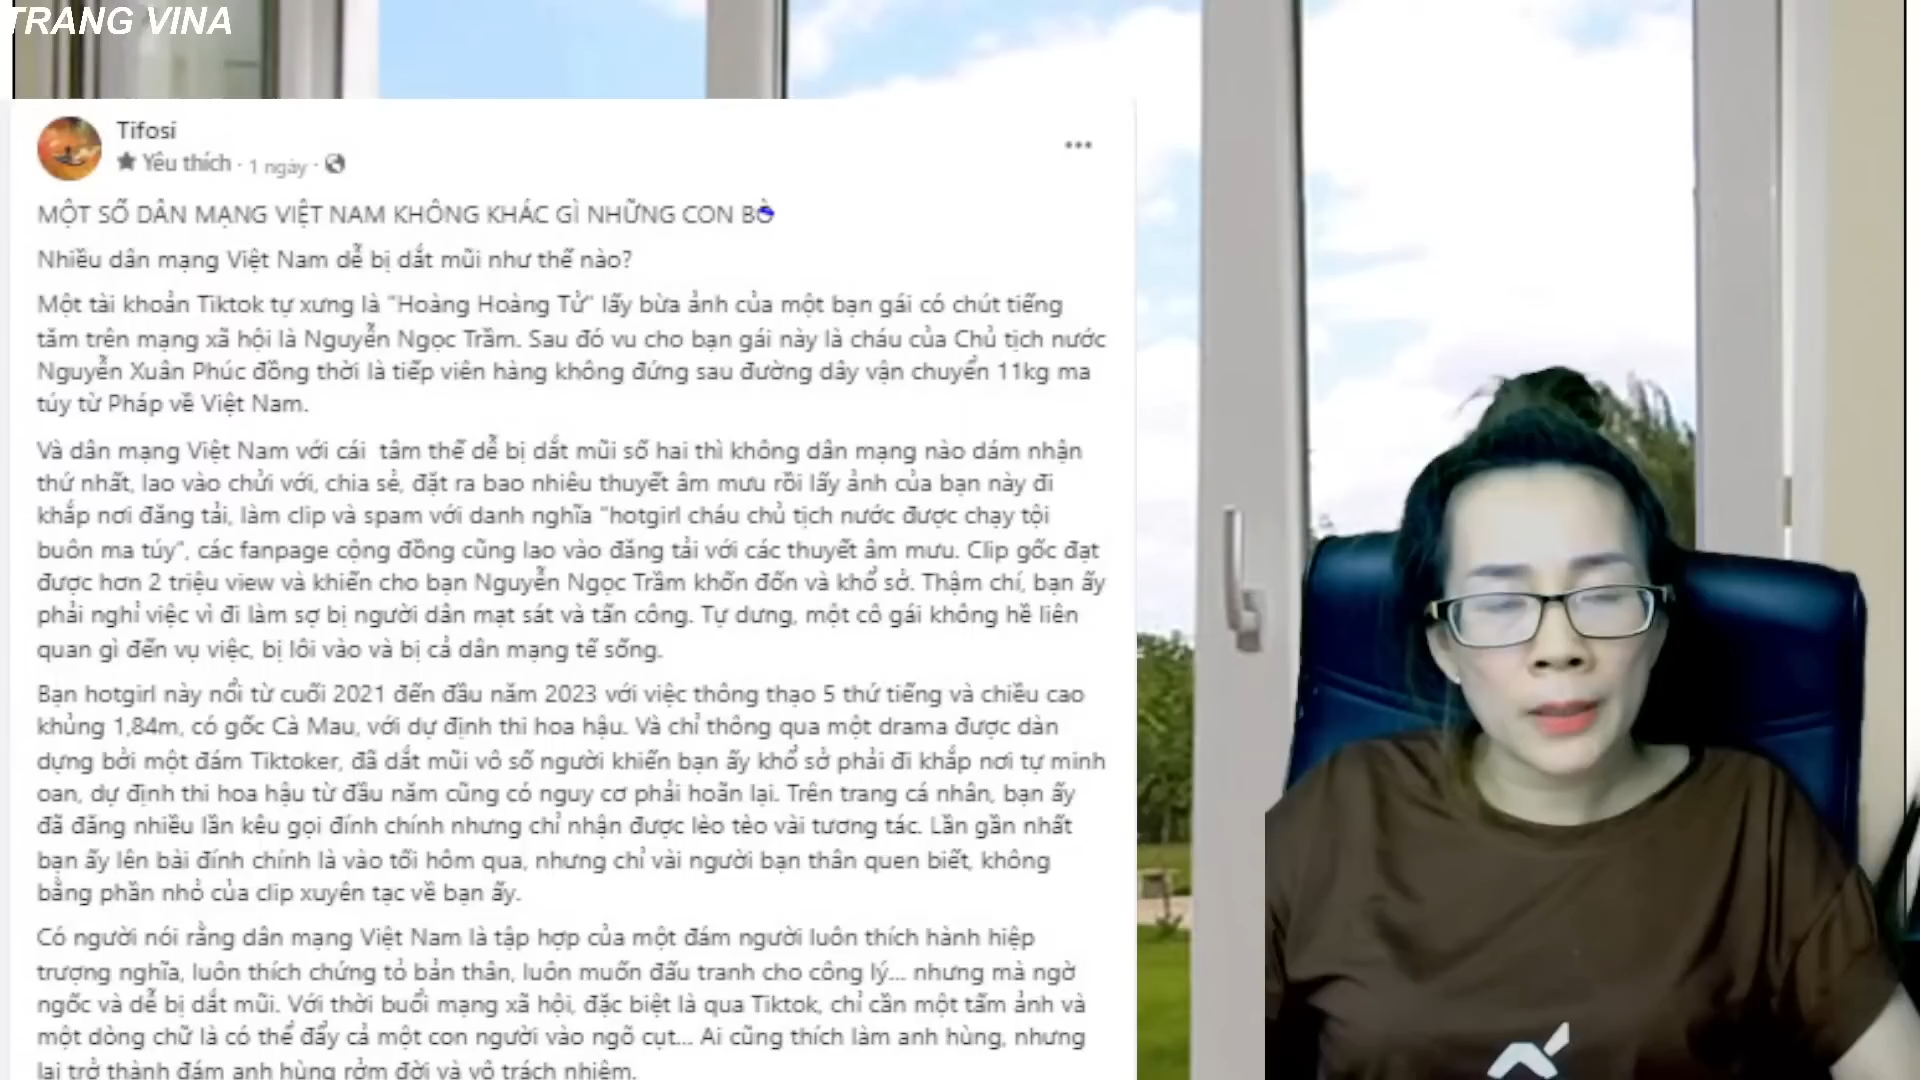 TRANG VINA
Tifosi
Yêu thích · 1 ngày ·
MỘT SỐ DÂN MẠNG VIỆT NAM KHÔNG KHÁC GÌ NHỮNG CON BÒ
Nhiều dân mạng Việt Nam dễ bị dắt mũi như thế nào?
Một tài khoản Tiktok tự xưng là "Hoàng Hoàng Tử" lấy bừa ảnh của một bạn gái có chút tiếng
tăm trên mạng xã hội là Nguyễn Ngọc Trầm. Sau đó vu cho bạn gái này là cháu của Chủ tịch nước
Nguyễn Xuân Phúc đồng thời là tiếp viên hàng không đứng sau đường dây vận chuyển 11kg ma
túy từ Pháp về Việt Nam.
Và dân mạng Việt Nam với cái tâm thế dễ bị dắt mũi số hai thì không dân mạng nào dám nhận
thứ nhất, lao vào chửi với, chia sẻ, đặt ra bao nhiêu thuyết âm mưu rồi lấy ảnh của bạn này đi
khắp nơi đăng tải, làm clip và spam với danh nghĩa "hotgirl cháu chủ tịch nước được chạy tội
buôn ma túy", các fanpage cộng đồng cũng lao vào đăng tải với các thuyết âm mưu. Clip gốc đạt
được hơn 2 triệu view và khiến cho bạn Nguyễn Ngọc Trầm khốn đốn và khổ sở. Thậm chí, bạn ấy
phải nghỉ việc vì đi làm sợ bị người dân mạt sát và tấn công. Tự dưng, một cô gái không hề liên
quan gì đến vụ việc, bị lôi vào và bị cả dân mạng tế sống.
Bạn hotgirl này nổi từ cuối 2021 đến đầu năm 2023 với việc thông thạo 5 thứ tiếng và chiều cao
khủng 1,84m, có gốc Cà Mau, với dự định thi hoa hậu. Và chỉ thông qua một drama được dàn
dựng bởi một đám Tiktoker, đã dắt mũi vô số người khiến bạn ấy khổ sở phải đi khắp nơi tự minh
oan, dự định thi hoa hậu từ đầu năm cũng có nguy cơ phải hoãn lại. Trên trang cá nhân, bạn ấy
đã đăng nhiều lần kêu gọi đính chính nhưng chỉ nhận được lèo tèo vài tương tác. Lần gần nhất
bạn ấy lên bài đính chính là vào tối hôm qua, nhưng chỉ vài người bạn thân quen biết, không
bằng phần nhỏ của clip xuyên tạc về bạn ấy.
Có người nói rằng dân mạng Việt Nam là tập hợp của một đám người luôn thích hành hiệp
trượng nghĩa, luôn thích chứng tỏ bản thân, luôn muốn đấu tranh cho công lý... nhưng mà ngờ
ngốc và dễ bị dắt mũi. Với thời buổi mạng xã hội, đặc biệt là qua Tiktok, chỉ cần một tấm ảnh và
một dòng chữ là có thể đẩy cả một con người vào ngõ cụt... Ai cũng thích làm anh hùng, nhưng
lại trở thành đám anh hùng rởm đời và vô trách nhiệm.